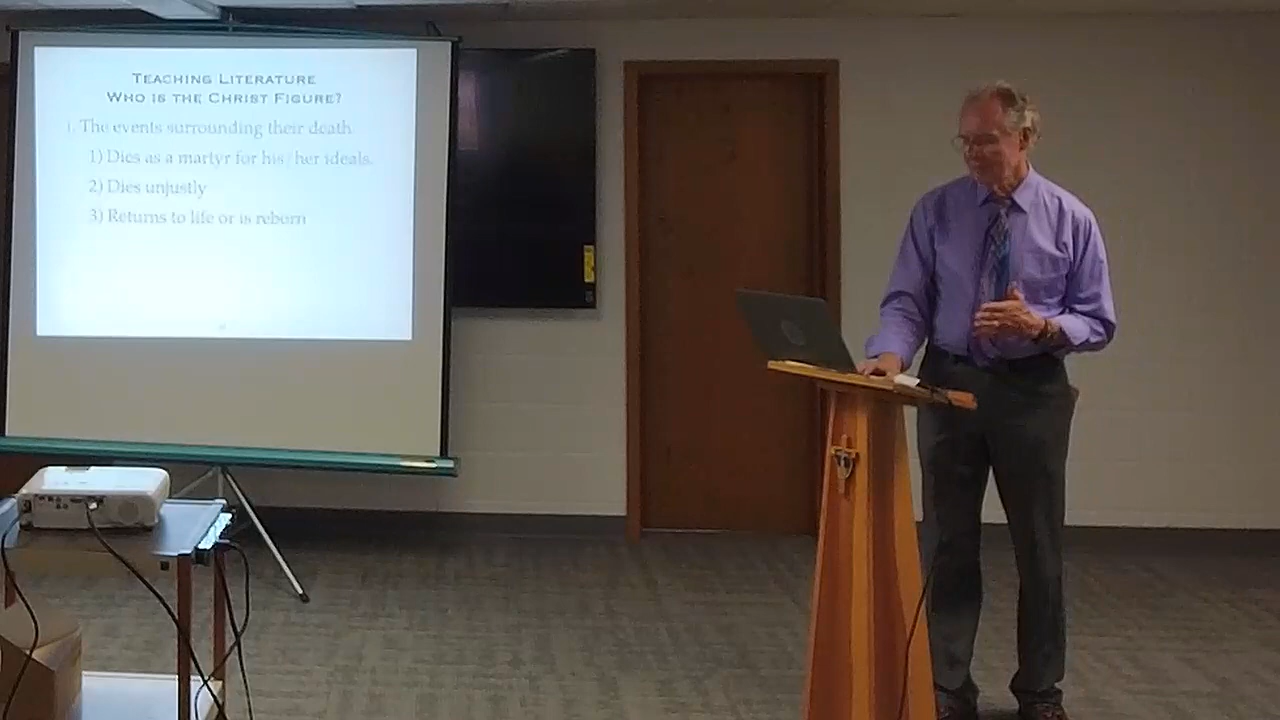 Teaching Literature
Who is the Christ Figure?
i. The events surrounding their death
1) Dies as a martyr for his/her ideals.
2) Dies unjustly
3) Returns to life or is reborn